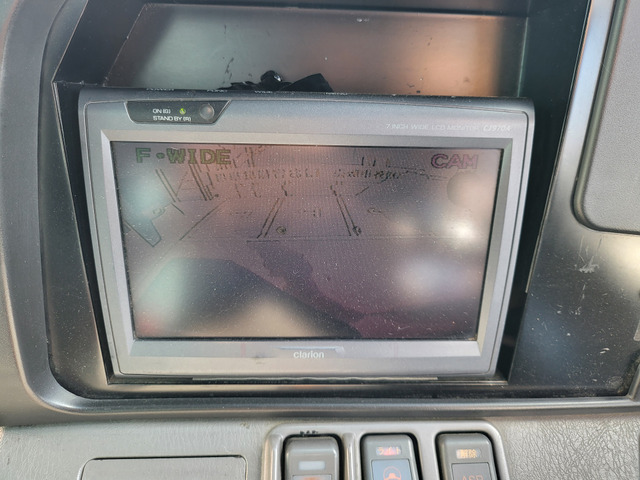 ON (G)
STAND BY (R)
7 INCH WIDE LCD MONITOR
F·WIDE
CAM
clarion